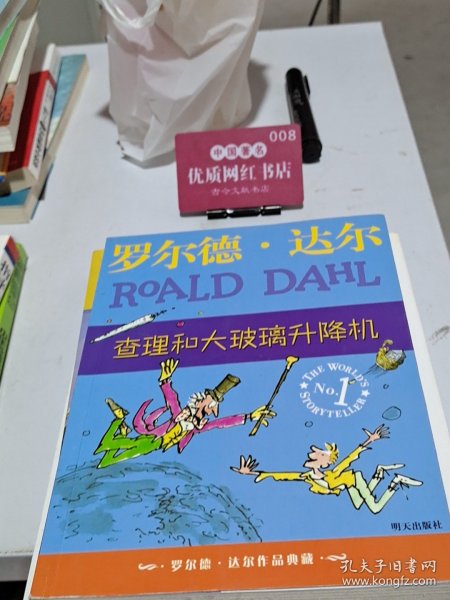 008
中国著名
优质网红书店
古今文献书店
罗尔德·达尔
ROALD DAHL
查理和大玻璃升降机
THE WORLD'S
No.1
STORYTELLER
明天出版社
·罗尔德·达尔作品典藏·
孔夫子旧书网
www.kongfz.com